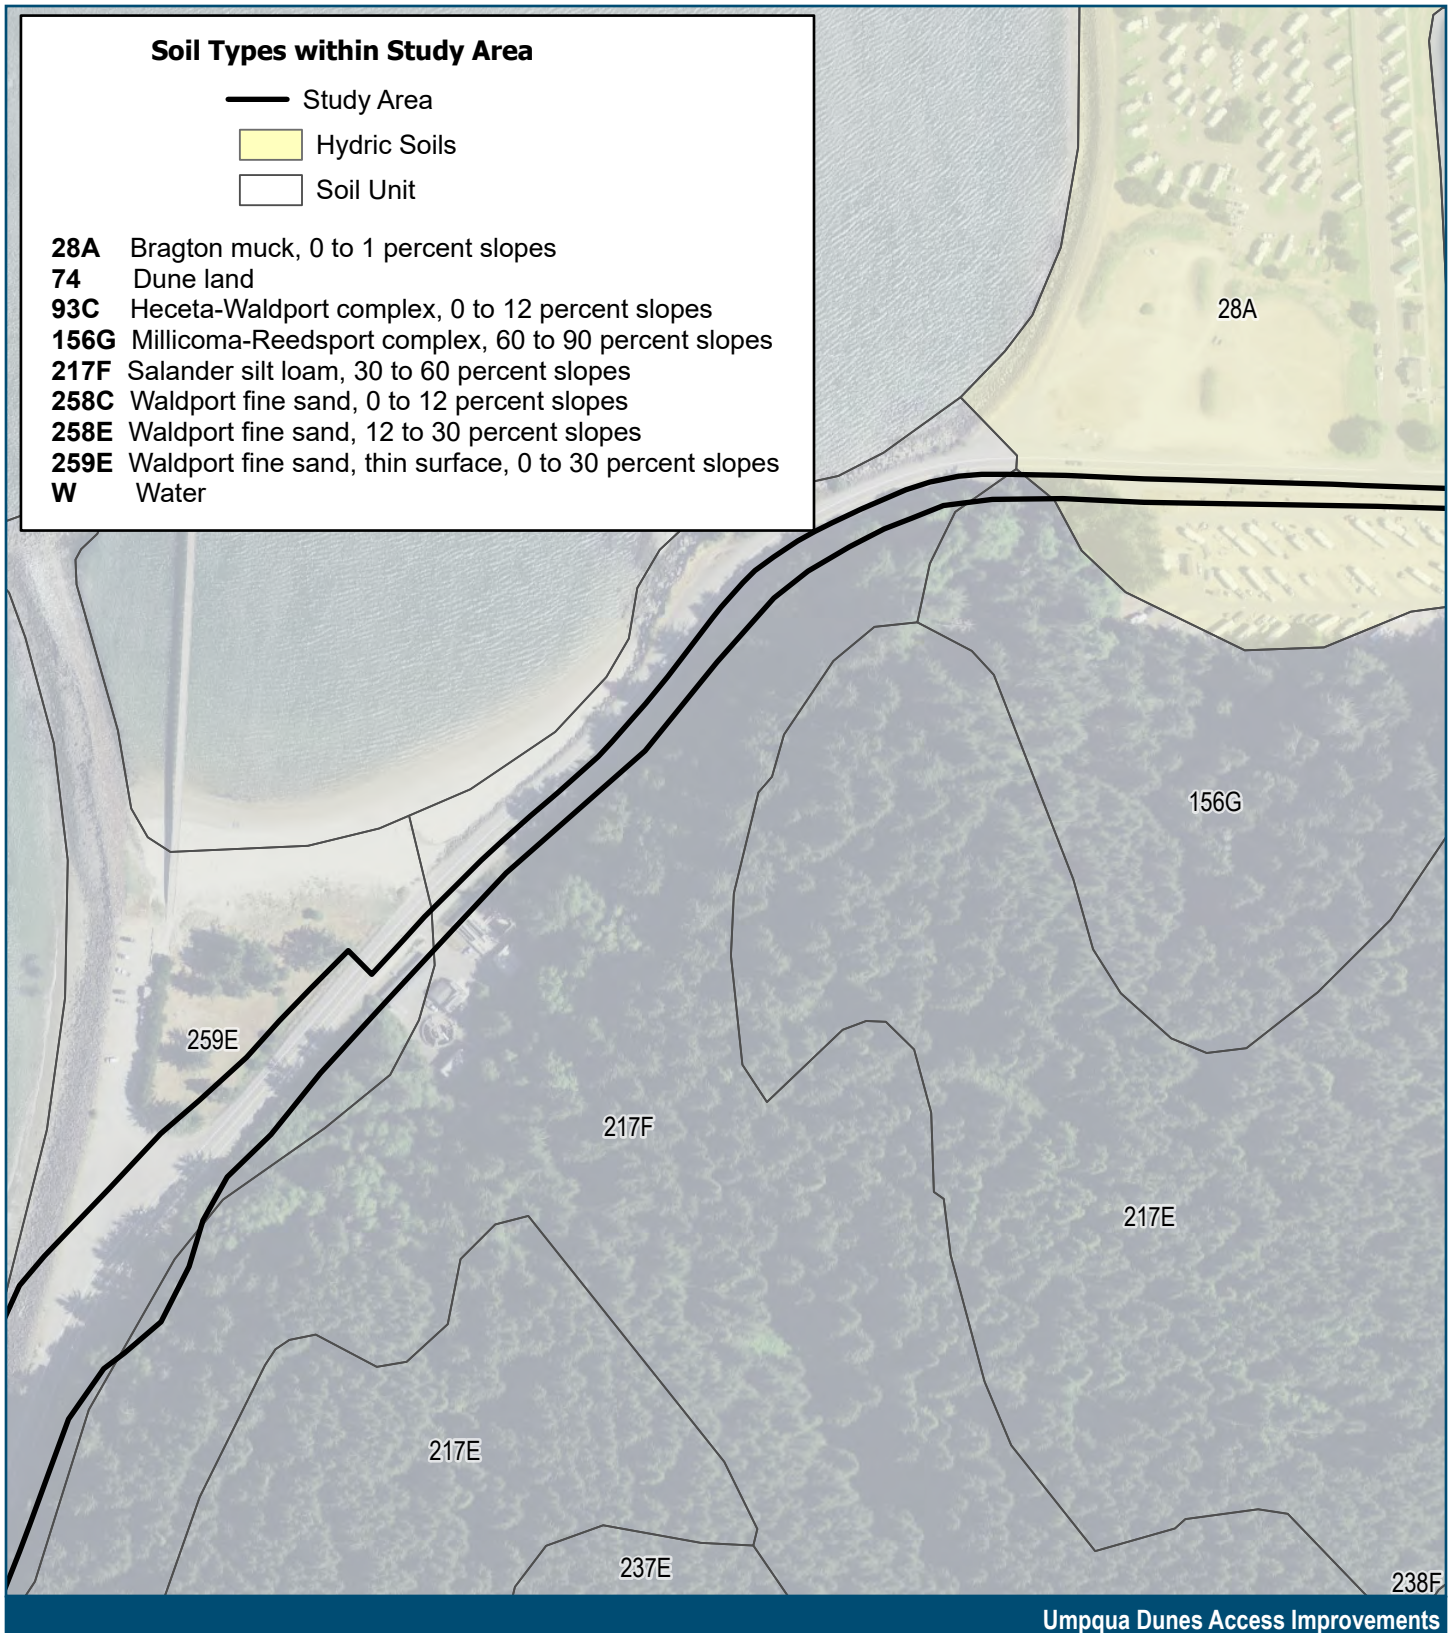 Soil Types within Study Area
Study Area
Hydric Soils
Soil Unit
28A Bragton muck, 0 to 1 percent slopes
74 Dune land
93C Heceta-Waldport complex, 0 to 12 percent slopes
156G Millicoma-Reedsport complex, 60 to 90 percent slopes
217F Salander silt loam, 30 to 60 percent slopes
258C Waldport fine sand, 0 to 12 percent slopes
258E Waldport fine sand, 12 to 30 percent slopes
259E Waldport fine sand, thin surface, 0 to 30 percent slopes
W Water
28A
156G
259E
217F
217E
217E
237E
238F
Umpqua Dunes Access Improvements